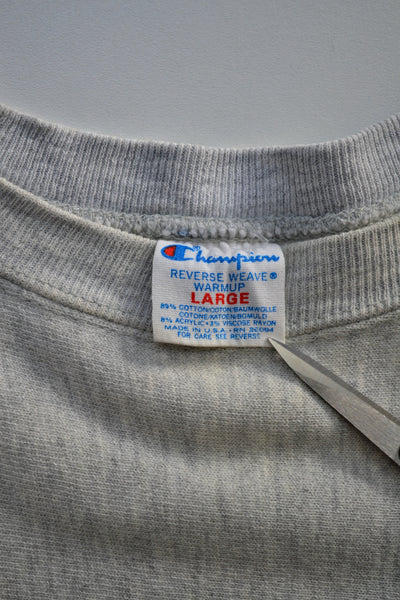 Champion®
REVERSE WEAVE®
WARMUP
LARGE
89% COTTON/COTON/BAUMWOLLE
COTONE/KATOEN/BOMULD
8% ACRYLIC•3% VISCOSE RAYON
MADE IN U.S.A.•RN 26094
FOR CARE SEE REVERSE